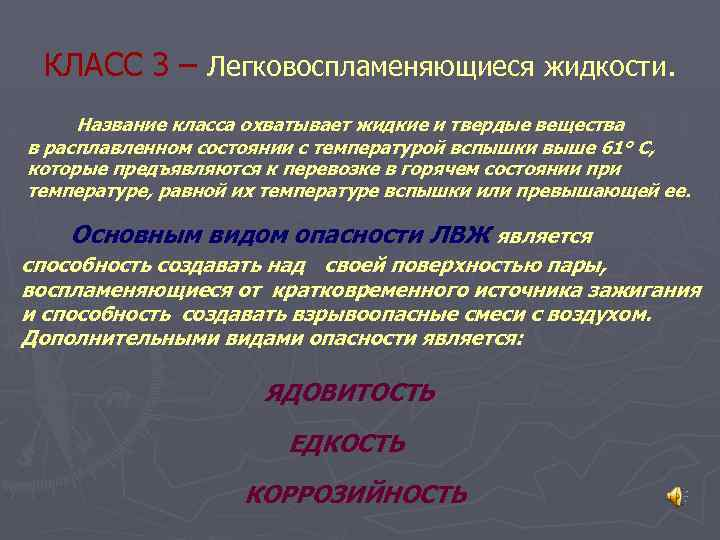 КЛАСС 3 – Легковоспламеняющиеся жидкости.
Название класса охватывает жидкие и твердые вещества
в расплавленном состоянии с температурой вспышки выше 61° С,
которые предъявляются к перевозке в горячем состоянии при
температуре, равной их температуре вспышки или превышающей ее.
Основным видом опасности ЛВЖ является
способность создавать над своей поверхностью пары,
воспламеняющиеся от кратковременного источника зажигания
и способность создавать взрывоопасные смеси с воздухом.
Дополнительными видами опасности является:
ЯДОВИТОСТЬ
ЕДКОСТЬ
КОРРОЗИЙНОСТЬ